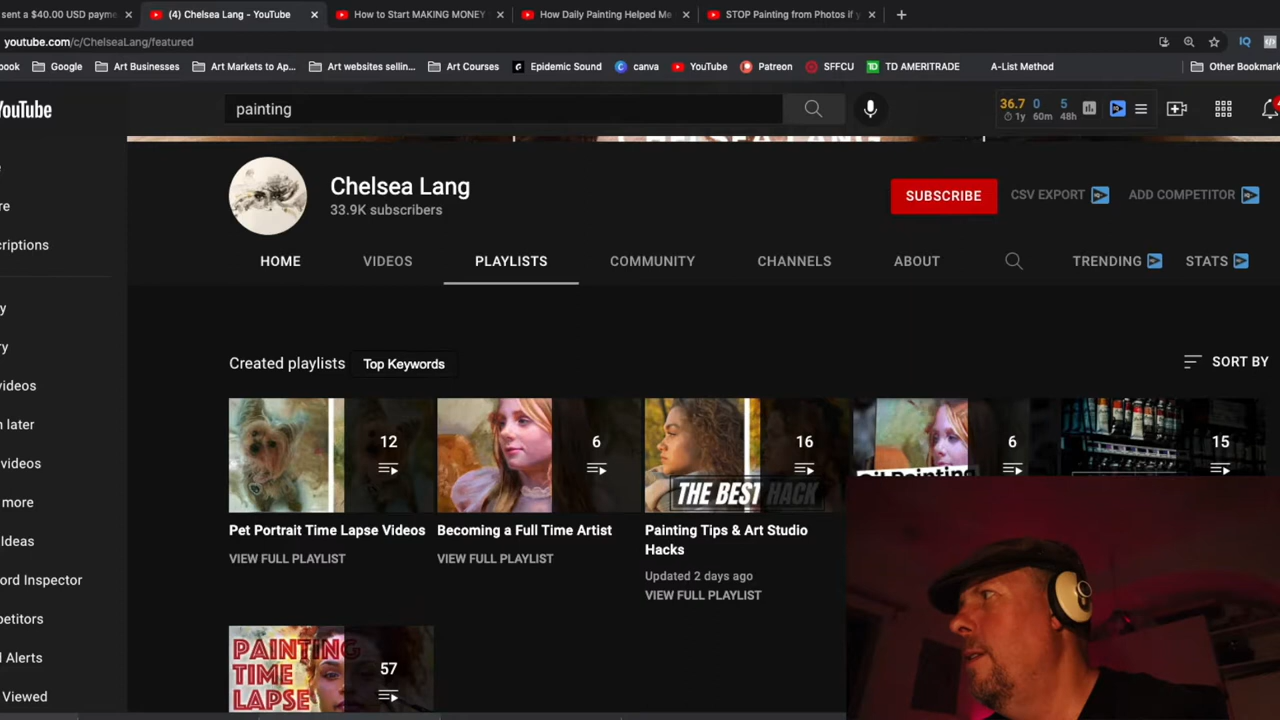 sent a $40.00 USD payme
(4) Chelsea Lang - YouTube
How to Start MAKING MONEY
How Daily Painting Helped Me
STOP Painting from Photos if y
youtube.com/c/ChelseaLang/featured
book
Google
Art Businesses
Art Markets to Ap...
Art websites sellin...
Art Courses
Epidemic Sound
canva
YouTube
Patreon
SFFCU
TD AMERITRADE
A-List Method
Other Bookmark
YouTube
painting
36.7 0 5
1y 60m 48h
Chelsea Lang
33.9K subscribers
SUBSCRIBE
CSV EXPORT
ADD COMPETITOR
HOME
VIDEOS
PLAYLISTS
COMMUNITY
CHANNELS
ABOUT
TRENDING
STATS
re
criptions
y
ry
videos
n later
videos
more
Ideas
ord Inspector
petitors
l Alerts
Viewed
Created playlists
Top Keywords
SORT BY
12
6
16
6
15
THE BEST HACK
Oil Painting
Pet Portrait Time Lapse Videos
VIEW FULL PLAYLIST
Becoming a Full Time Artist
VIEW FULL PLAYLIST
Painting Tips & Art Studio
Hacks
Updated 2 days ago
VIEW FULL PLAYLIST
PAINTING
TIME
LAPSE
57